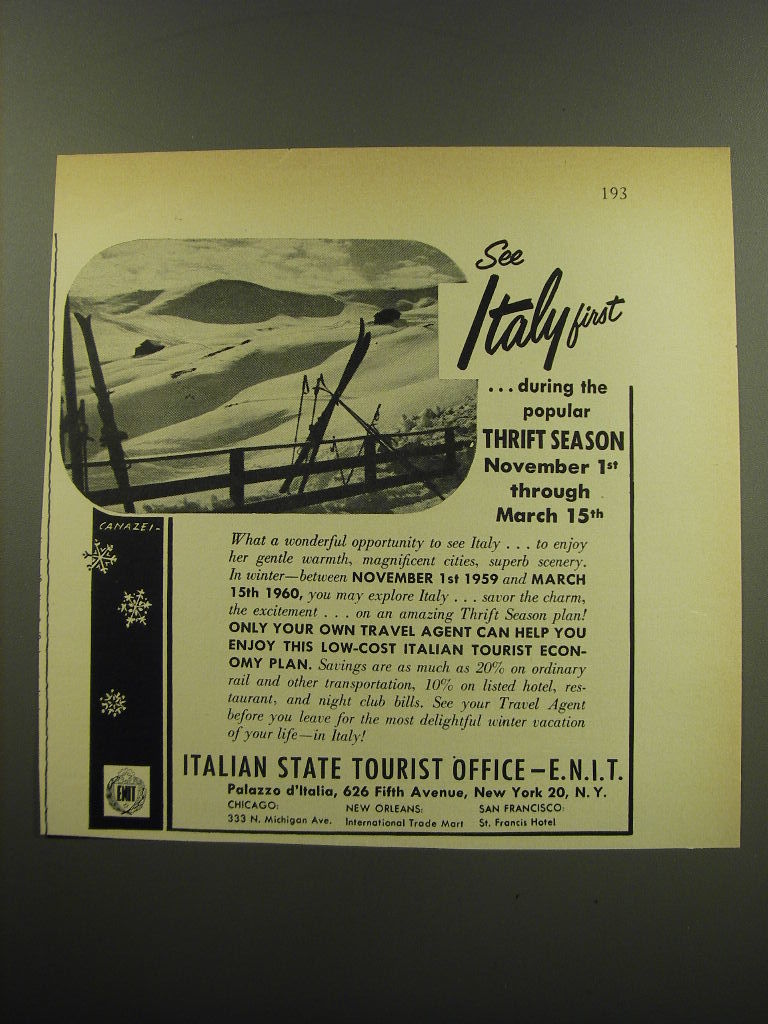 193
See
Italy first
...during the
popular
THRIFT SEASON
November 1st
through
March 15th
CANAZEI-
What a wonderful opportunity to see Italy . . . to enjoy
her gentle warmth, magnificent cities, superb scenery.
In winter—between NOVEMBER 1st 1959 and MARCH
15th 1960, you may explore Italy . . . savor the charm,
the excitement . . . on an amazing Thrift Season plan!
ONLY YOUR OWN TRAVEL AGENT CAN HELP YOU
ENJOY THIS LOW-COST ITALIAN TOURIST ECON-
OMY PLAN. Savings are as much as 20% on ordinary
rail and other transportation, 10% on listed hotel, res-
taurant, and night club bills. See your Travel Agent
before you leave for the most delightful winter vacation
of your life—in Italy!
ENIT
ITALIAN STATE TOURIST OFFICE—E.N.I.T.
Palazzo d'Italia, 626 Fifth Avenue, New York 20, N. Y.
CHICAGO: NEW ORLEANS: SAN FRANCISCO:
333 N. Michigan Ave. International Trade Mart St. Francis Hotel